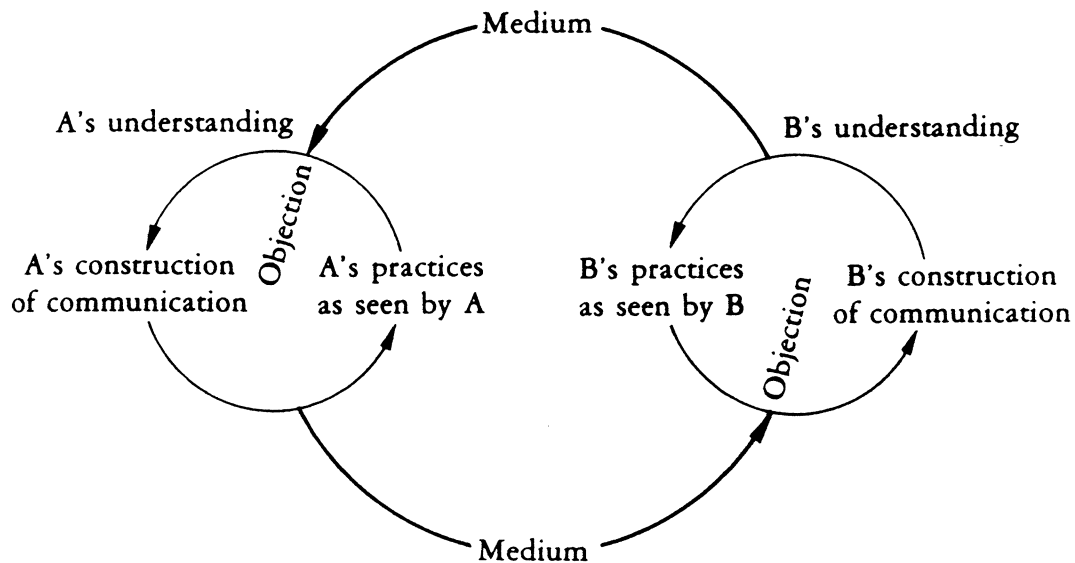 Medium
A's understanding
B's understanding
Objection
A's construction
of communication
A's practices
as seen by A
B's practices
as seen by B
Objection
B's construction
of communication
Medium